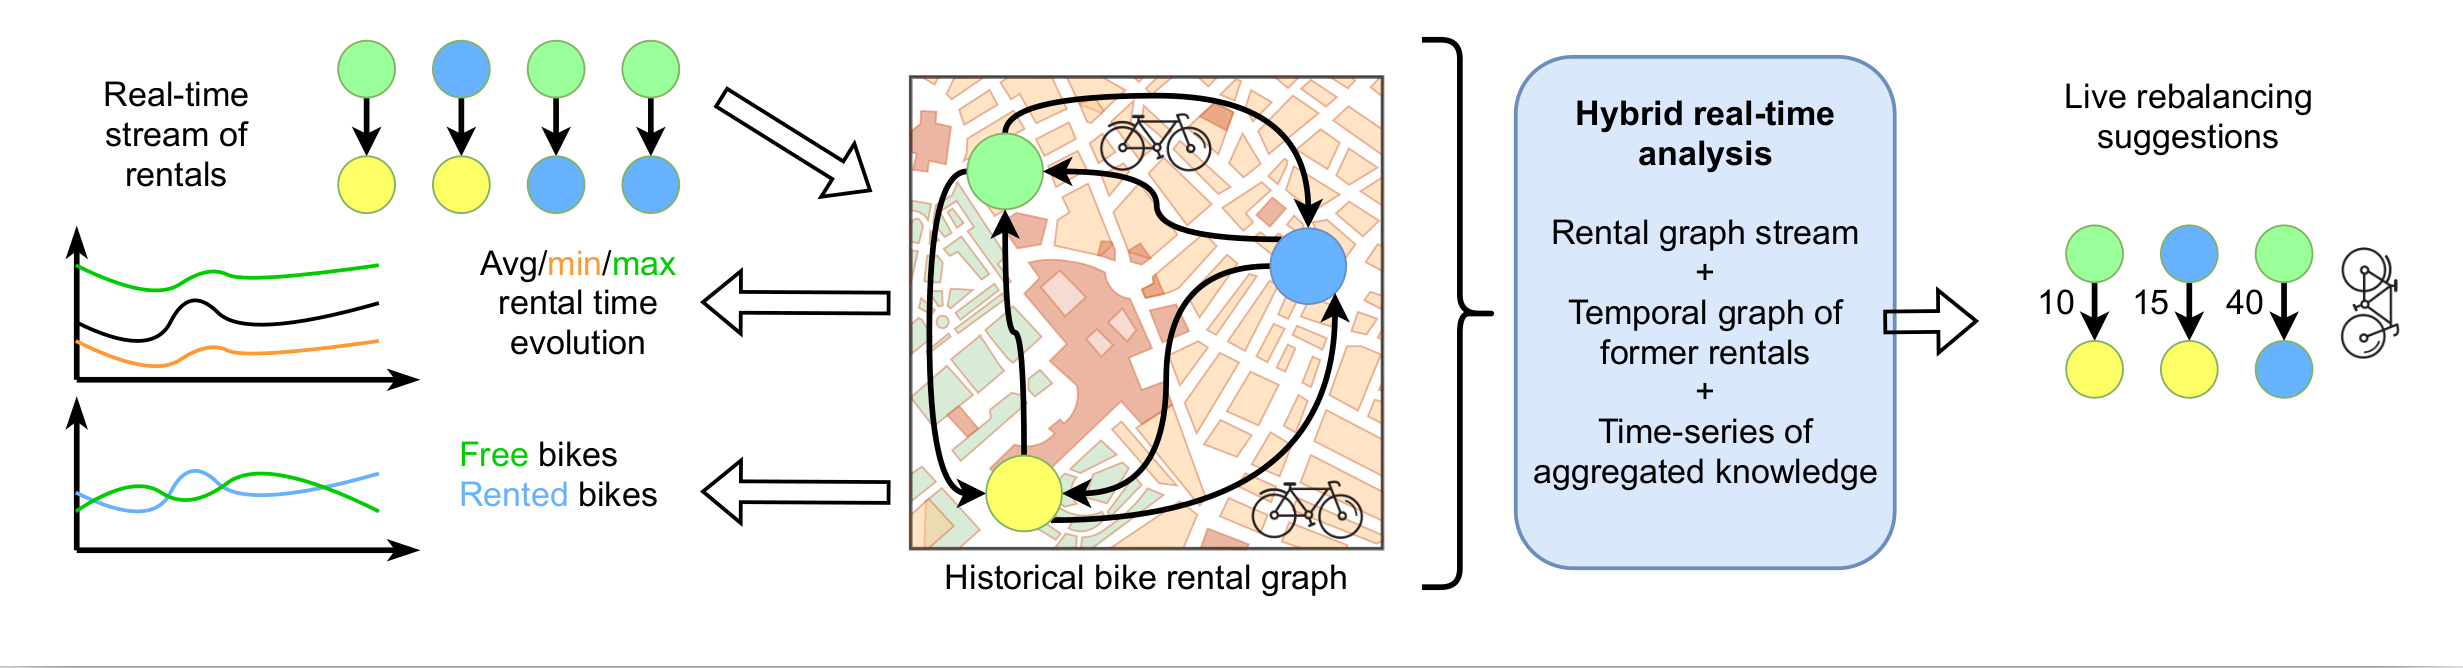 Real-time
stream of
rentals
Avg/min/max
rental time
evolution
Free bikes
Rented bikes
Historical bike rental graph
Hybrid real-time
analysis
Rental graph stream
+
Temporal graph of
former rentals
+
Time-series of
aggregated knowledge
Live rebalancing
suggestions
10 15 40